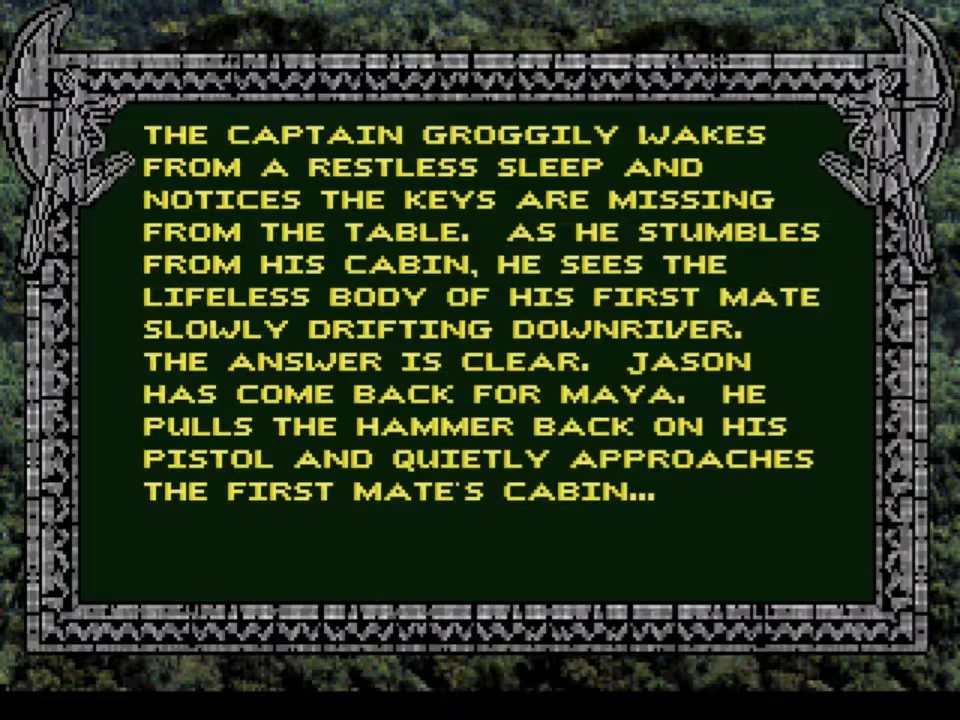 THE CAPTAIN GROGGILY WAKES
FROM A RESTLESS SLEEP AND
NOTICES THE KEYS ARE MISSING
FROM THE TABLE. AS HE STUMBLES
FROM HIS CABIN, HE SEES THE
LIFELESS BODY OF HIS FIRST MATE
SLOWLY DRIFTING DOWNRIVER.
THE ANSWER IS CLEAR. JASON
HAS COME BACK FOR MAYA. HE
PULLS THE HAMMER BACK ON HIS
PISTOL AND QUIETLY APPROACHES
THE FIRST MATE'S CABIN...